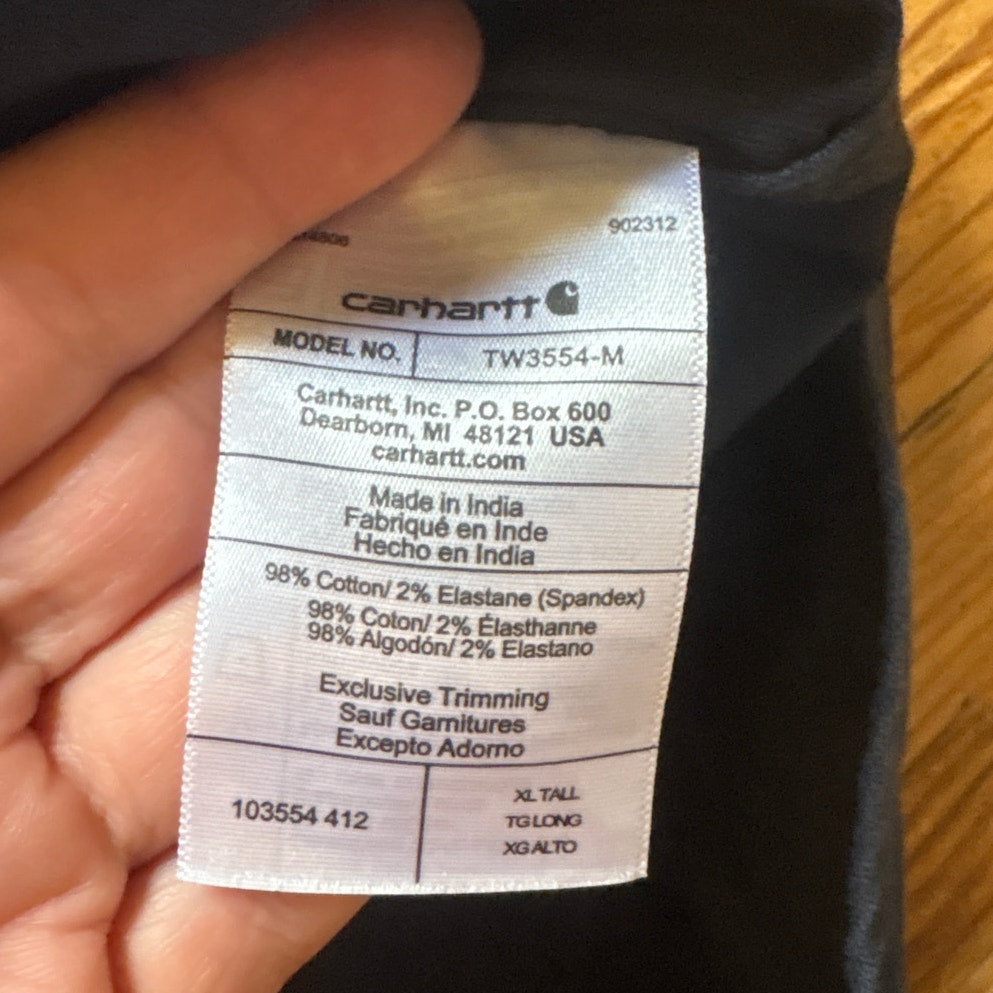 902312
carhartt
MODEL NO. TW3554-M
Carhartt, Inc. P.O. Box 600
Dearborn, MI 48121 USA
carhartt.com
Made in India
Fabriqué en Inde
Hecho en India
98% Cotton/ 2% Elastane (Spandex)
98% Coton/ 2% Élasthanne
98% Algodón/ 2% Elastano
Exclusive Trimming
Sauf Garnitures
Excepto Adorno
103554 412
XL TALL
TG LONG
XG ALTO